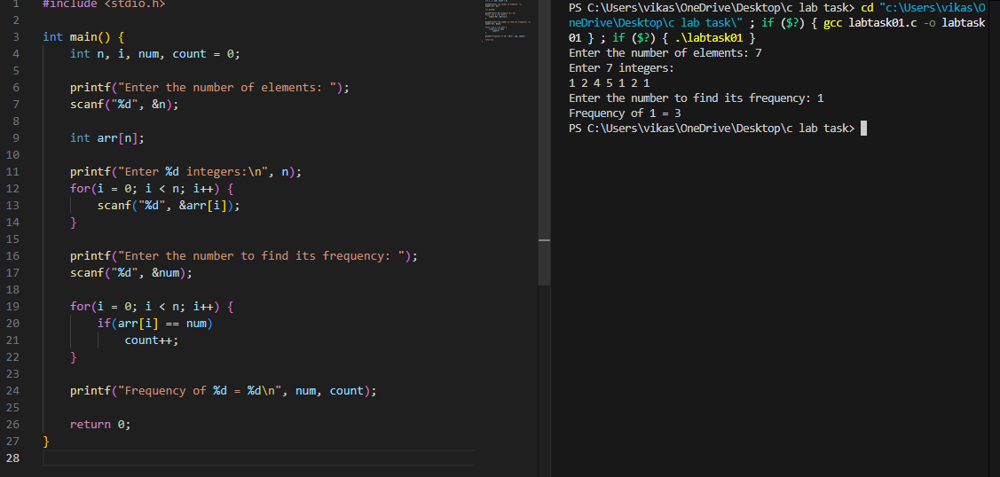 1 #include <stdio.h>
2
3 int main() {
4     int n, i, num, count = 0;
5
6     printf("Enter the number of elements: ");
7     scanf("%d", &n);
8
9     int arr[n];
10
11     printf("Enter %d integers:\n", n);
12     for(i = 0; i < n; i++) {
13         scanf("%d", &arr[i]);
14     }
15
16     printf("Enter the number to find its frequency: ");
17     scanf("%d", &num);
18
19     for(i = 0; i < n; i++) {
20         if(arr[i] == num)
21             count++;
22     }
23
24     printf("Frequency of %d = %d\n", num, count);
25
26     return 0;
27 }
28
PS C:\Users\vikas\OneDrive\Desktop\c lab task> cd "c:\Users\vikas\O
neDrive\Desktop\c lab task\" ; if ($?) { gcc labtask01.c -o labtask
01 } ; if ($?) { .\labtask01 }
Enter the number of elements: 7
Enter 7 integers:
1 2 4 5 1 2 1
Enter the number to find its frequency: 1
Frequency of 1 = 3
PS C:\Users\vikas\OneDrive\Desktop\c lab task>